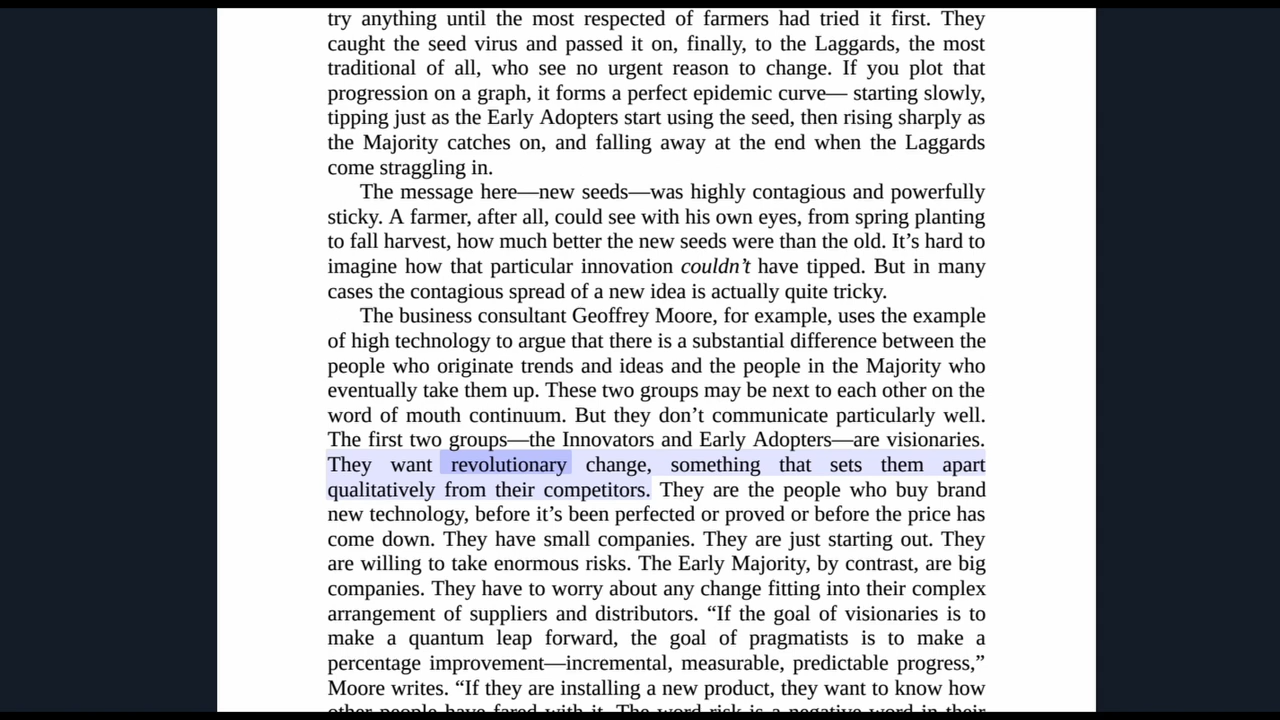 try anything until the most respected of farmers had tried it first. They
caught the seed virus and passed it on, finally, to the Laggards, the most
traditional of all, who see no urgent reason to change. If you plot that
progression on a graph, it forms a perfect epidemic curve— starting slowly,
tipping just as the Early Adopters start using the seed, then rising sharply as
the Majority catches on, and falling away at the end when the Laggards
come straggling in.
The message here—new seeds—was highly contagious and powerfully
sticky. A farmer, after all, could see with his own eyes, from spring planting
to fall harvest, how much better the new seeds were than the old. It’s hard to
imagine how that particular innovation couldn’t have tipped. But in many
cases the contagious spread of a new idea is actually quite tricky.
The business consultant Geoffrey Moore, for example, uses the example
of high technology to argue that there is a substantial difference between the
people who originate trends and ideas and the people in the Majority who
eventually take them up. These two groups may be next to each other on the
word of mouth continuum. But they don’t communicate particularly well.
The first two groups—the Innovators and Early Adopters—are visionaries.
They want revolutionary change, something that sets them apart
qualitatively from their competitors. They are the people who buy brand
new technology, before it’s been perfected or proved or before the price has
come down. They have small companies. They are just starting out. They
are willing to take enormous risks. The Early Majority, by contrast, are big
companies. They have to worry about any change fitting into their complex
arrangement of suppliers and distributors. “If the goal of visionaries is to
make a quantum leap forward, the goal of pragmatists is to make a
percentage improvement—incremental, measurable, predictable progress,”
Moore writes. “If they are installing a new product, they want to know how
other people have fared with it. The word risk is a negative word in their